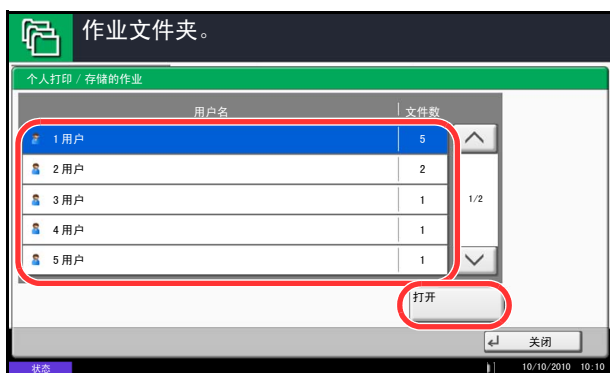 作业文件夹。
个人打印 / 存储的作业
用户名 文件数
1 用户 5
2 用户 2
3 用户 1
1/2
4 用户 1
5 用户 1
打开
关闭
状态 10/10/2010 10:10